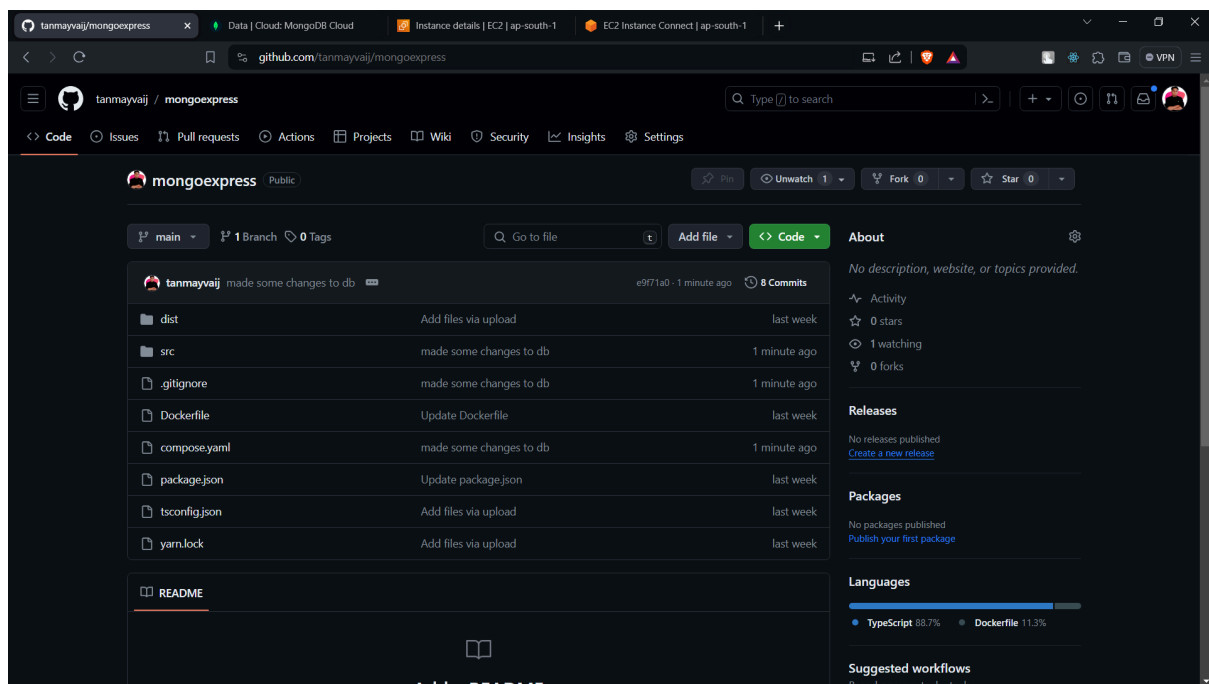 tanmayvaij/mongoexpress
Data | Cloud: MongoDB Cloud
Instance details | EC2 | ap-south-1
EC2 Instance Connect | ap-south-1
github.com/tanmayvaij/mongoexpress
VPN
tanmayvaij / mongoexpress
Type / to search
Code
Issues
Pull requests
Actions
Projects
Wiki
Security
Insights
Settings
mongoexpress Public
Pin
Unwatch 1
Fork 0
Star 0
main
1 Branch
0 Tags
Go to file t
Add file
Code
tanmayvaij made some changes to db
e9f71a0 · 1 minute ago
8 Commits
dist Add files via upload last week
src made some changes to db 1 minute ago
.gitignore made some changes to db 1 minute ago
Dockerfile Update Dockerfile last week
compose.yaml made some changes to db 1 minute ago
package.json Update package.json last week
tsconfig.json Add files via upload last week
yarn.lock Add files via upload last week
README
About
No description, website, or topics provided.
Activity
0 stars
1 watching
0 forks
Releases
No releases published
Create a new release
Packages
No packages published
Publish your first package
Languages
TypeScript 88.7%
Dockerfile 11.3%
Suggested workflows